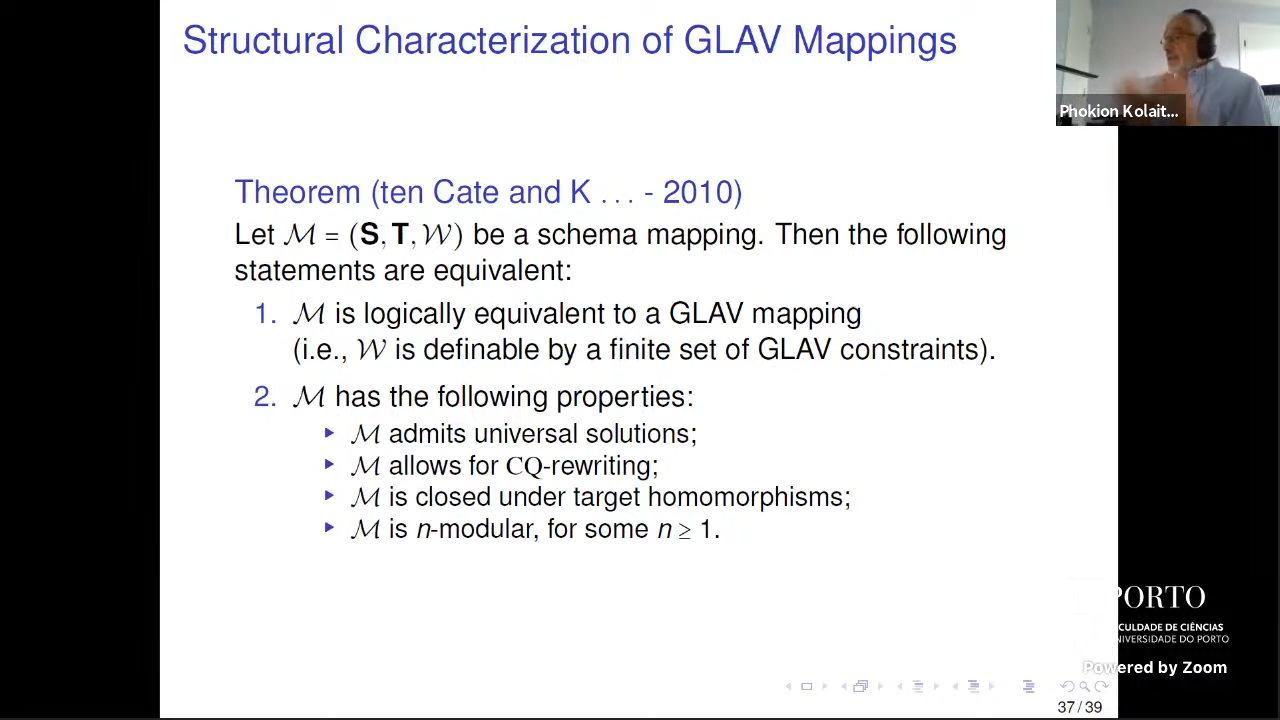 Structural Characterization of GLAV Mappings
Phokion Kolait...
Theorem (ten Cate and K ... - 2010)
Let ℳ = (S, T, 𝒲) be a schema mapping. Then the following
statements are equivalent:
1. ℳ is logically equivalent to a GLAV mapping
(i.e., 𝒲 is definable by a finite set of GLAV constraints).
2. ℳ has the following properties:
▶ ℳ admits universal solutions;
▶ ℳ allows for CQ-rewriting;
▶ ℳ is closed under target homomorphisms;
▶ ℳ is n-modular, for some n ≥ 1.
PORTO
CULDADE DE CIÊNCIAS
NIVERSIDADE DO PORTO
Powered by Zoom
37/39